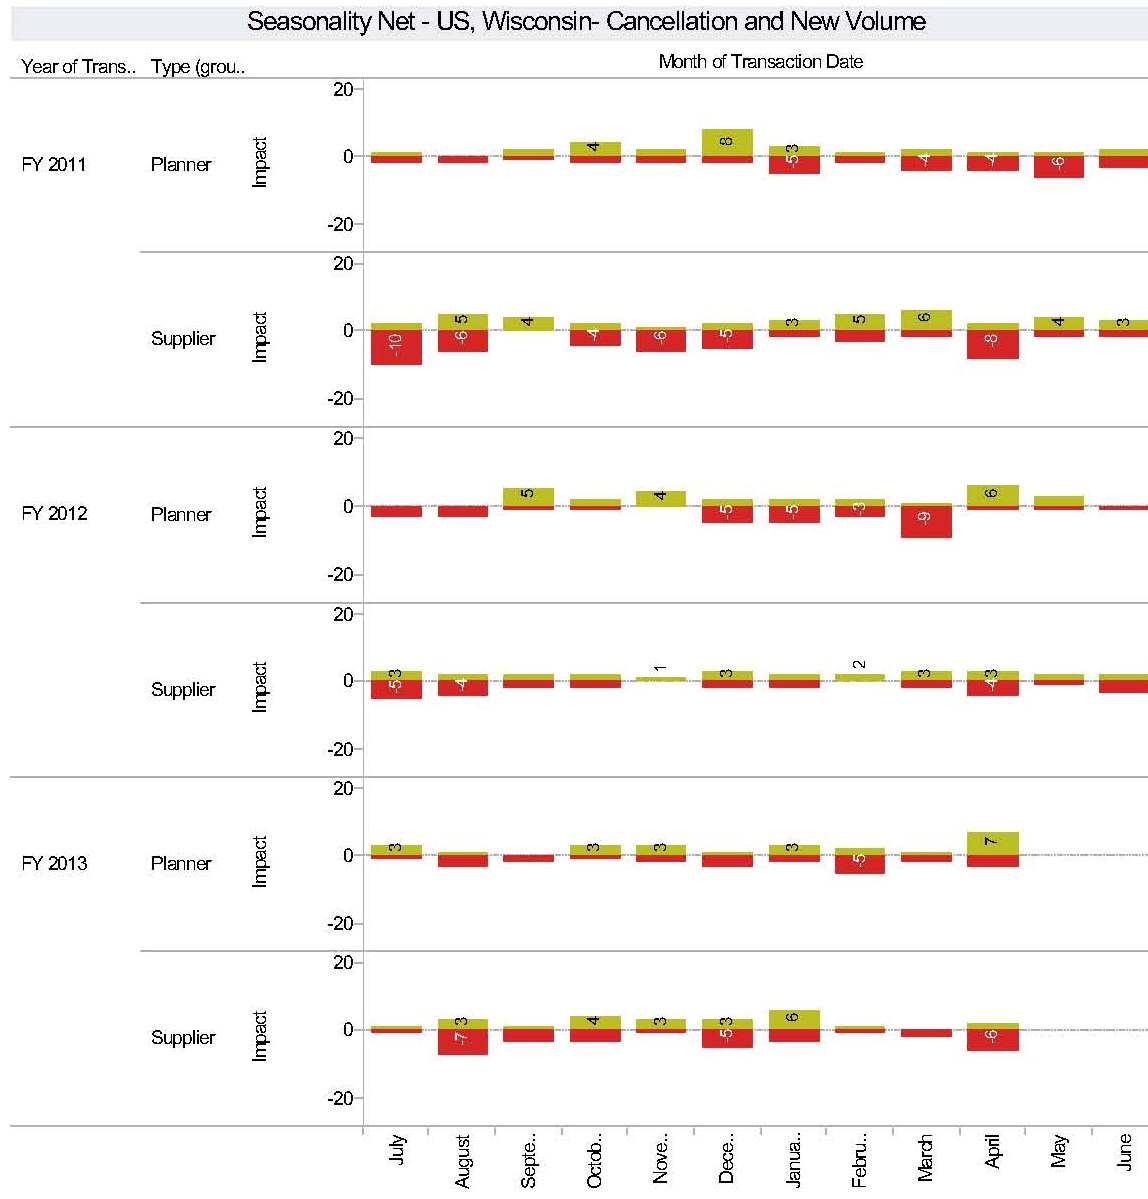 Seasonality Net - US, Wisconsin- Cancellation and New Volume
Year of Trans.. Type (grou.. Month of Transaction Date
FY 2011 Planner Impact
20
0
-20
4 8 3
-5 -4 -4 -6
Supplier Impact
20
0
-20
5 4 3 5 6 4 3
-10 -6 -4 -6 -5 -8
FY 2012 Planner Impact
20
0
-20
5 4 6
-5 -5 -3 -9
Supplier Impact
20
0
-20
3 1 3 2 3 3
-5 -4 -4
FY 2013 Planner Impact
20
0
-20
3 3 3 3 7
-5
Supplier Impact
20
0
-20
3 4 3 3 6
-7 -5 -6
July August Septe.. Octob.. Nove.. Dece.. Janua.. Febru.. March April May June